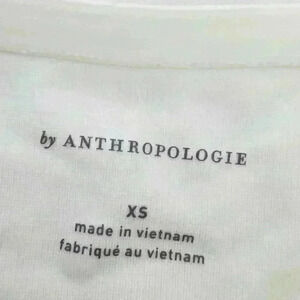 by ANTHROPOLOGIE
XS
made in vietnam
fabriqué au vietnam